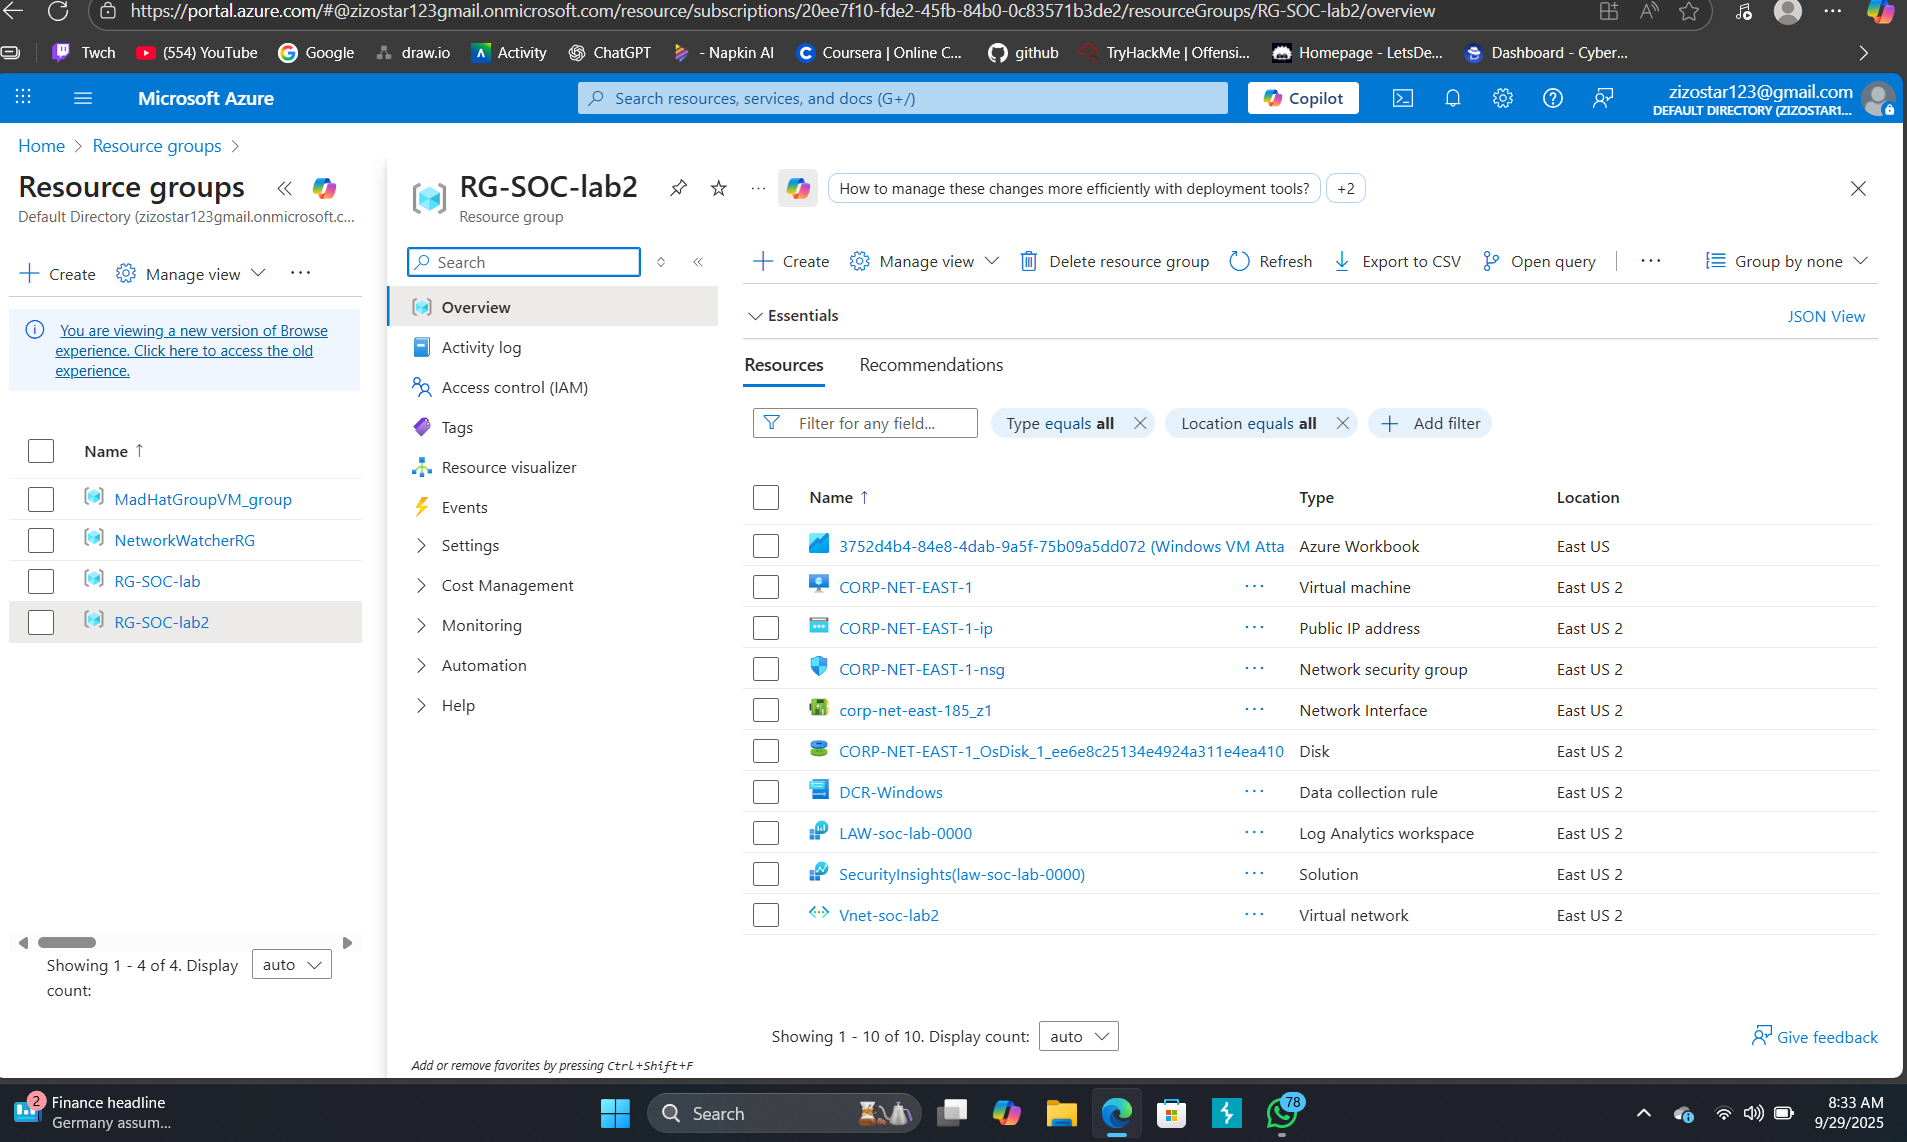 https://portal.azure.com/#@zizostar123gmail.onmicrosoft.com/resource/subscriptions/20ee7f10-fde2-45fb-84b0-0c83571b3de2/resourceGroups/RG-SOC-lab2/overview
Twch
(554) YouTube
Google
draw.io
Activity
ChatGPT
- Napkin AI
Coursera | Online C...
github
TryHackMe | Offensi...
Homepage - LetsDe...
Dashboard - Cyber...
Microsoft Azure
Search resources, services, and docs (G+/)
Copilot
zizostar123@gmail.com
DEFAULT DIRECTORY (ZIZOSTAR1...
Home
Resource groups
Resource groups
Default Directory (zizostar123gmail.onmicrosoft.c...
Create
Manage view
You are viewing a new version of Browse
experience. Click here to access the old
experience.
Name ↑
MadHatGroupVM_group
NetworkWatcherRG
RG-SOC-lab
RG-SOC-lab2
Showing 1 - 4 of 4. Display
count:
auto
RG-SOC-lab2
Resource group
How to manage these changes more efficiently with deployment tools?
+2
Search
Overview
Activity log
Access control (IAM)
Tags
Resource visualizer
Events
Settings
Cost Management
Monitoring
Automation
Help
Add or remove favorites by pressing Ctrl+Shift+F
Create
Manage view
Delete resource group
Refresh
Export to CSV
Open query
Group by none
Essentials
JSON View
Resources
Recommendations
Filter for any field...
Type equals all
Location equals all
Add filter
Name ↑ Type Location
3752d4b4-84e8-4dab-9a5f-75b09a5dd072 (Windows VM Atta Azure Workbook East US
CORP-NET-EAST-1 Virtual machine East US 2
CORP-NET-EAST-1-ip Public IP address East US 2
CORP-NET-EAST-1-nsg Network security group East US 2
corp-net-east-185_z1 Network Interface East US 2
CORP-NET-EAST-1_OsDisk_1_ee6e8c25134e4924a311e4ea410 Disk East US 2
DCR-Windows Data collection rule East US 2
LAW-soc-lab-0000 Log Analytics workspace East US 2
SecurityInsights(law-soc-lab-0000) Solution East US 2
Vnet-soc-lab2 Virtual network East US 2
Showing 1 - 10 of 10. Display count:
auto
Give feedback
2
Finance headline
Germany assum...
Search
78
8:33 AM
9/29/2025